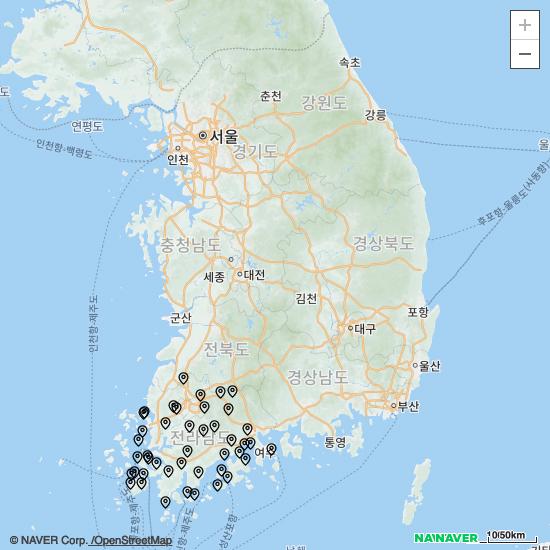 +
−
속초
춘천
강원도
강릉
연평도
서울
인천
경기도
인천항-백령도
울
후포항-울릉도(사동항)
충청남도
경상북도
세종
대전
인천항-제주도
김천
군산
포항
대구
전북도
울산
경상남도
부산
전라남도
여수
통영
© NAVER Corp. /OpenStreetMap
NAVER
10/50km